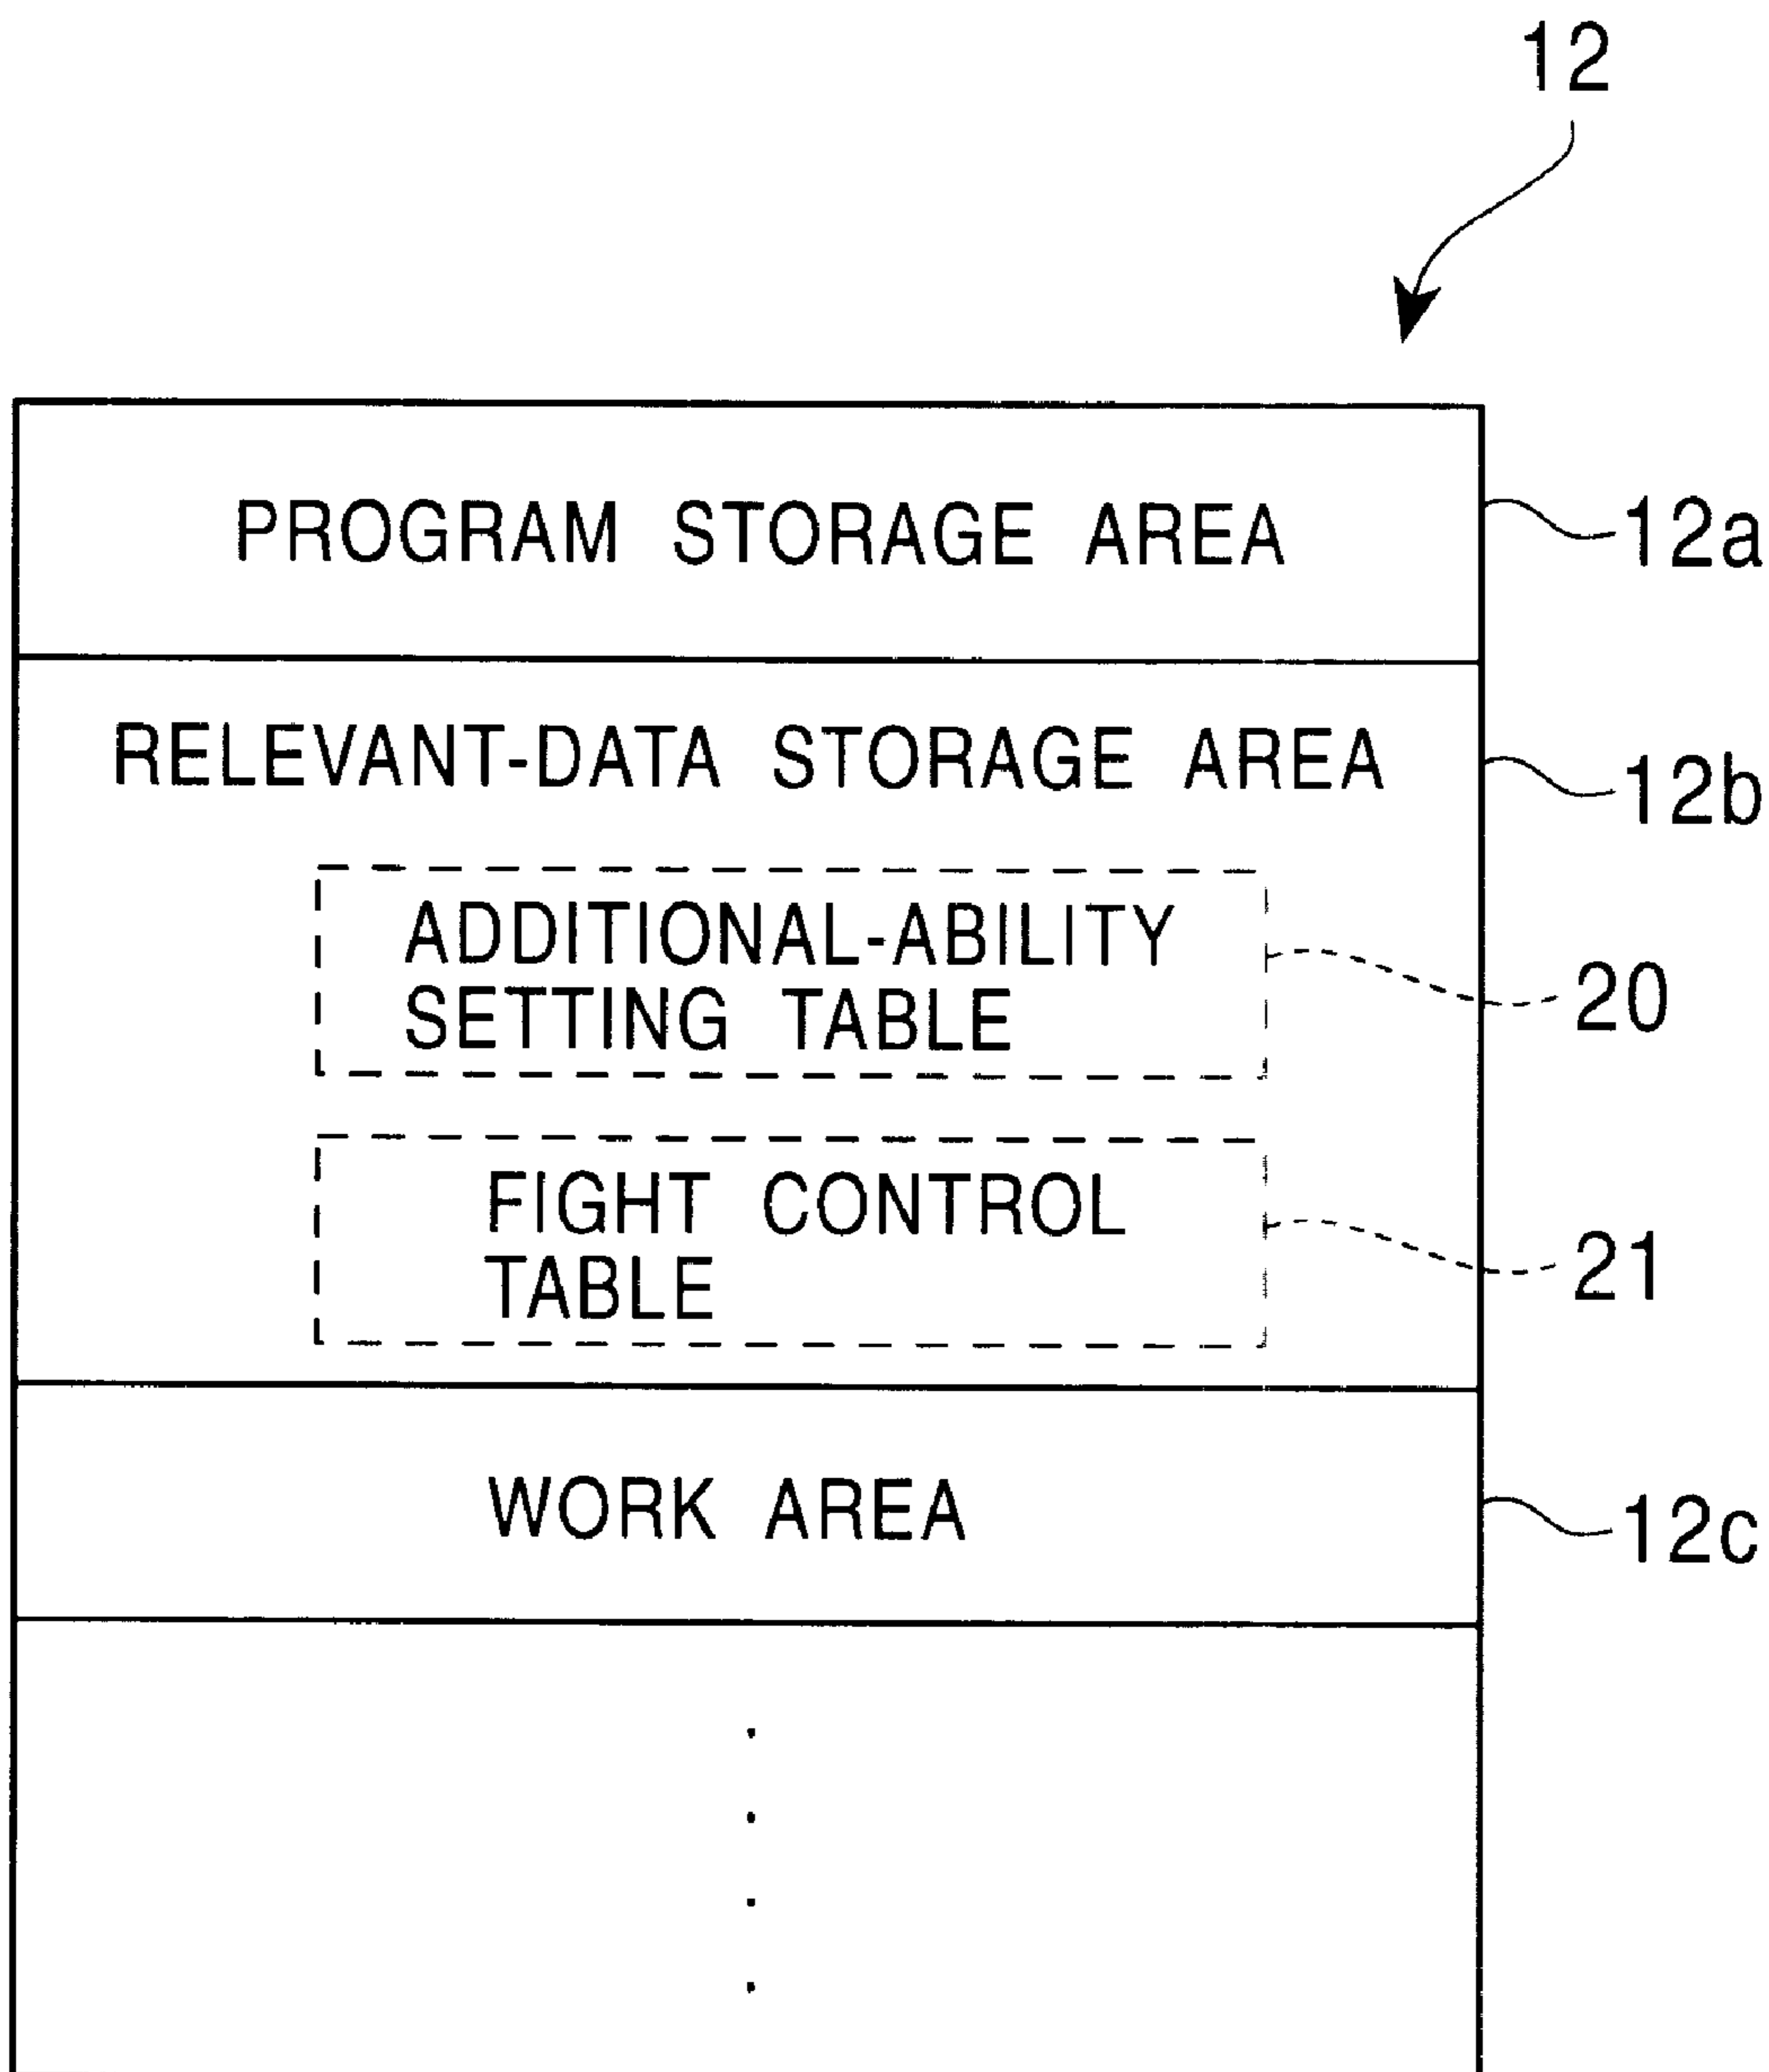 12
PROGRAM STORAGE AREA 12a
RELEVANT-DATA STORAGE AREA 12b
ADDITIONAL-ABILITY
SETTING TABLE 20
FIGHT CONTROL
TABLE 21
WORK AREA 12c